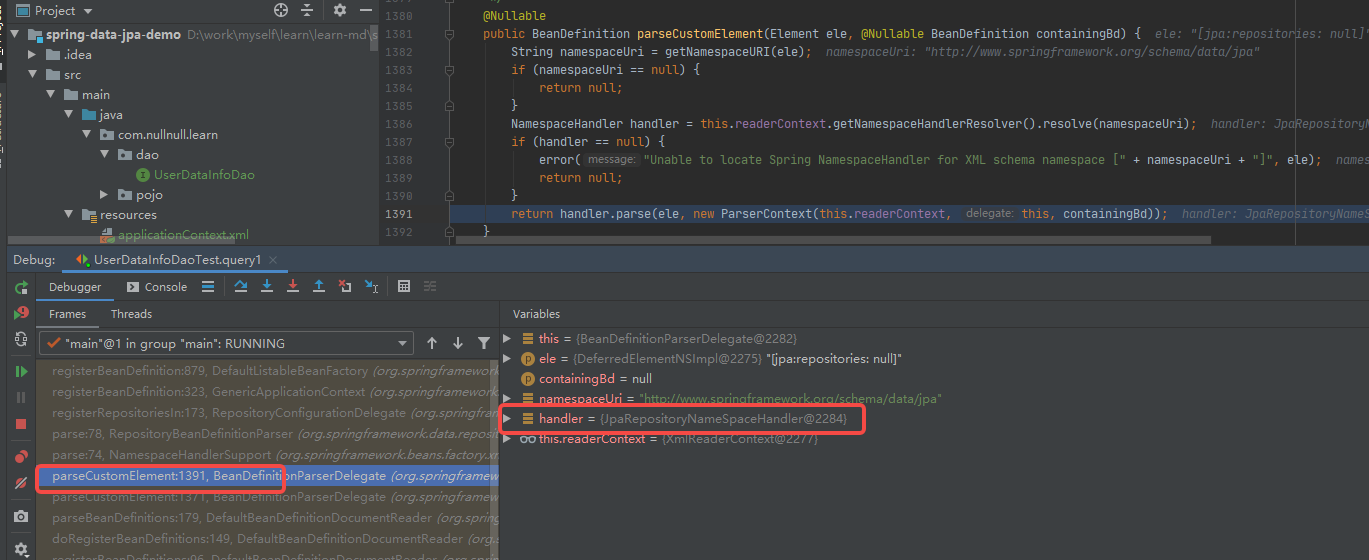 Project
spring-data-jpa-demo D:\work\myself\learn\learn-md\s
.idea
src
main
java
com.nullnull.learn
dao
UserDataInfoDao
pojo
resources
applicationContext.xml
1380 @Nullable
1381 public BeanDefinition parseCustomElement(Element ele, @Nullable BeanDefinition containingBd) { ele: "[jpa:repositories: null]"
1382 String namespaceUri = getNamespaceURI(ele); namespaceUri: "http://www.springframework.org/schema/data/jpa"
1383 if (namespaceUri == null) {
1384 return null;
1385 }
1386 NamespaceHandler handler = this.readerContext.getNamespaceHandlerResolver().resolve(namespaceUri); handler: JpaRepositoryN
1387 if (handler == null) {
1388 error( message: "Unable to locate Spring NamespaceHandler for XML schema namespace [" + namespaceUri + "]", ele); names
1389 return null;
1390 }
1391 return handler.parse(ele, new ParserContext(this.readerContext, delegate: this, containingBd)); handler: JpaRepositoryNameS
1392 }
Debug: UserDataInfoDaoTest.query1
Debugger Console
Frames Threads
"main"@1 in group "main": RUNNING
registerBeanDefinition:879, DefaultListableBeanFactory (org.springframework
registerBeanDefinition:323, GenericApplicationContext (org.springframework.
registerRepositoriesIn:173, RepositoryConfigurationDelegate (org.springfram
parse:78, RepositoryBeanDefinitionParser (org.springframework.data.reposit
parse:74, NamespaceHandlerSupport (org.springframework.beans.factory.xm
parseCustomElement:1391, BeanDefinitionParserDelegate (org.springframew
parseCustomElement:1371, BeanDefinitionParserDelegate (org.springframew
parseBeanDefinitions:179, DefaultBeanDefinitionDocumentReader (org.spring
doRegisterBeanDefinitions:149, DefaultBeanDefinitionDocumentReader (org.s
registerBeanDefinitions:96, DefaultBeanDefinitionDocumentReader (org.spri
Variables
this = {BeanDefinitionParserDelegate@2282}
ele = {DeferredElementNSImpl@2275} "[jpa:repositories: null]"
containingBd = null
namespaceUri = "http://www.springframework.org/schema/data/jpa"
handler = {JpaRepositoryNameSpaceHandler@2284}
this.readerContext = {XmlReaderContext@2277}